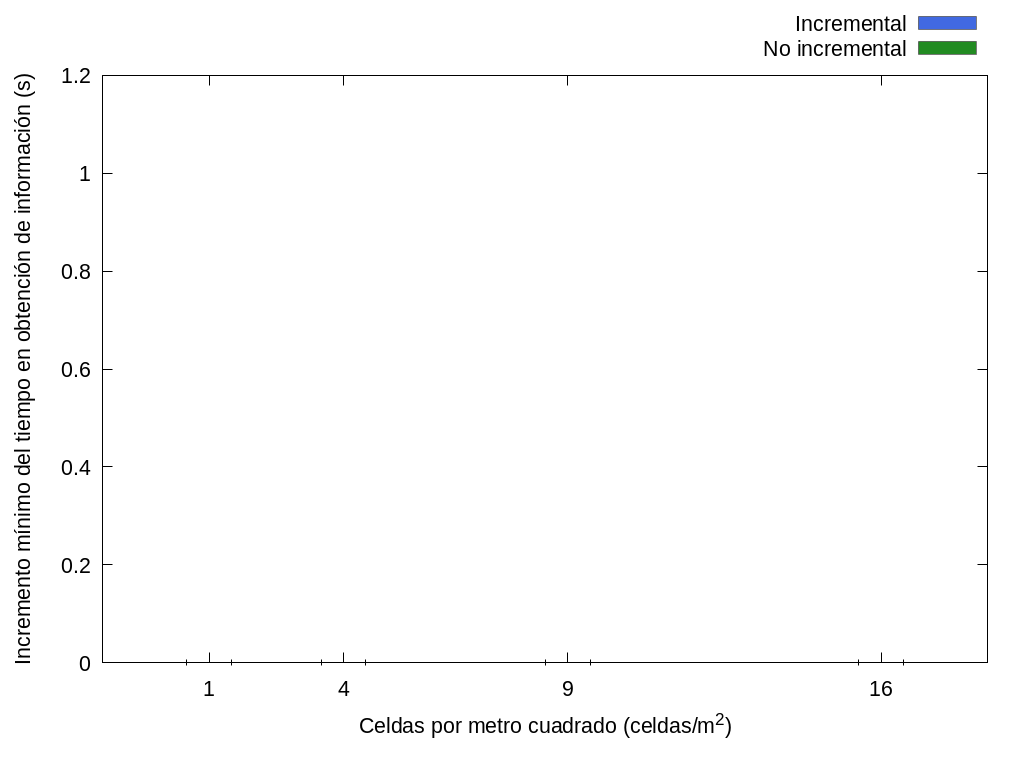 Incremental
No incremental
Incremento mínimo del tiempo en obtención de información (s)
1.2
1
0.8
0.6
0.4
0.2
0
1 4 9 16
Celdas por metro cuadrado (celdas/m²)